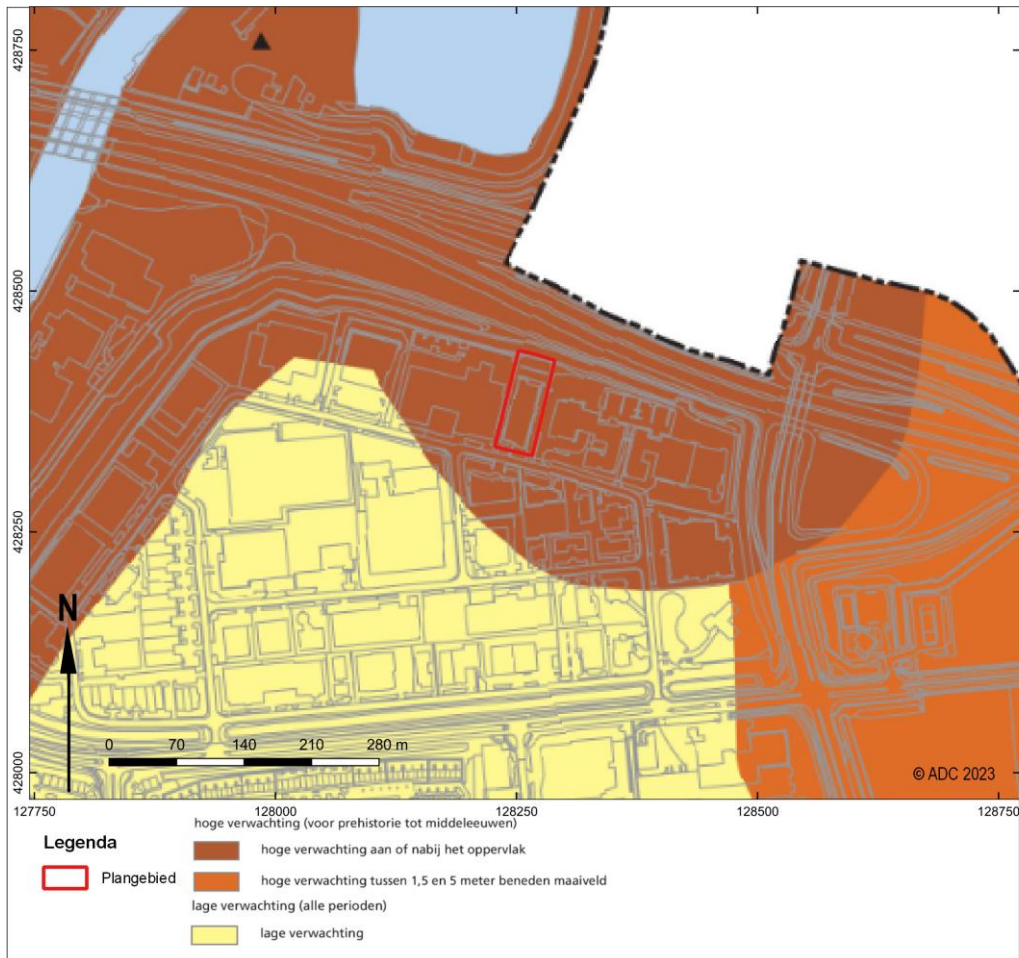 428750
428500
428250
428000
N
0 70 140 210 280 m
© ADC 2023
127750 128000 128250 128500 128750
Legenda
Plangebied
hoge verwachting (voor prehistorie tot middeleeuwen)
hoge verwachting aan of nabij het oppervlak
hoge verwachting tussen 1,5 en 5 meter beneden maaiveld
lage verwachting (alle perioden)
lage verwachting